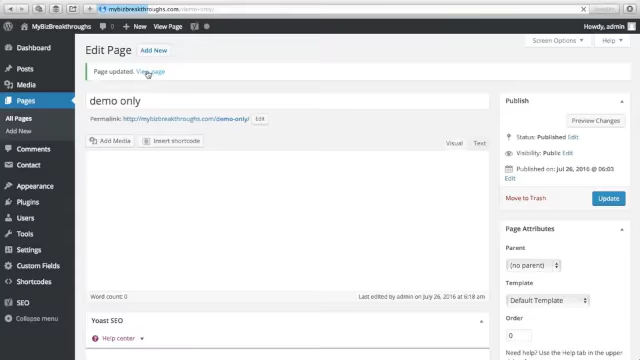 mybizbreakthroughs.com/demo-only/
MyBizBreakthroughs 0 + New View Page Howdy, admin
Dashboard
Posts
Media
Pages
All Pages
Add New
Comments
Contact
Appearance
Plugins
Users
Tools
Settings
Custom Fields
Shortcodes
SEO
Collapse menu
Edit Page Add New
Screen Options Help
Page updated. View page
demo only
Permalink: http://mybizbreakthroughs.com/demo-only/ Edit
Add Media Insert shortcode Visual Text
Word count: 0 Last edited by admin on July 26, 2016 at 6:18 am
Yoast SEO
Help center
Publish
Preview Changes
Status: Published Edit
Visibility: Public Edit
Published on: Jul 26, 2016 @ 06:03
Edit
Move to Trash Update
Page Attributes
Parent
(no parent)
Template
Default Template
Order
0
Need help? Use the Help tab in the upper